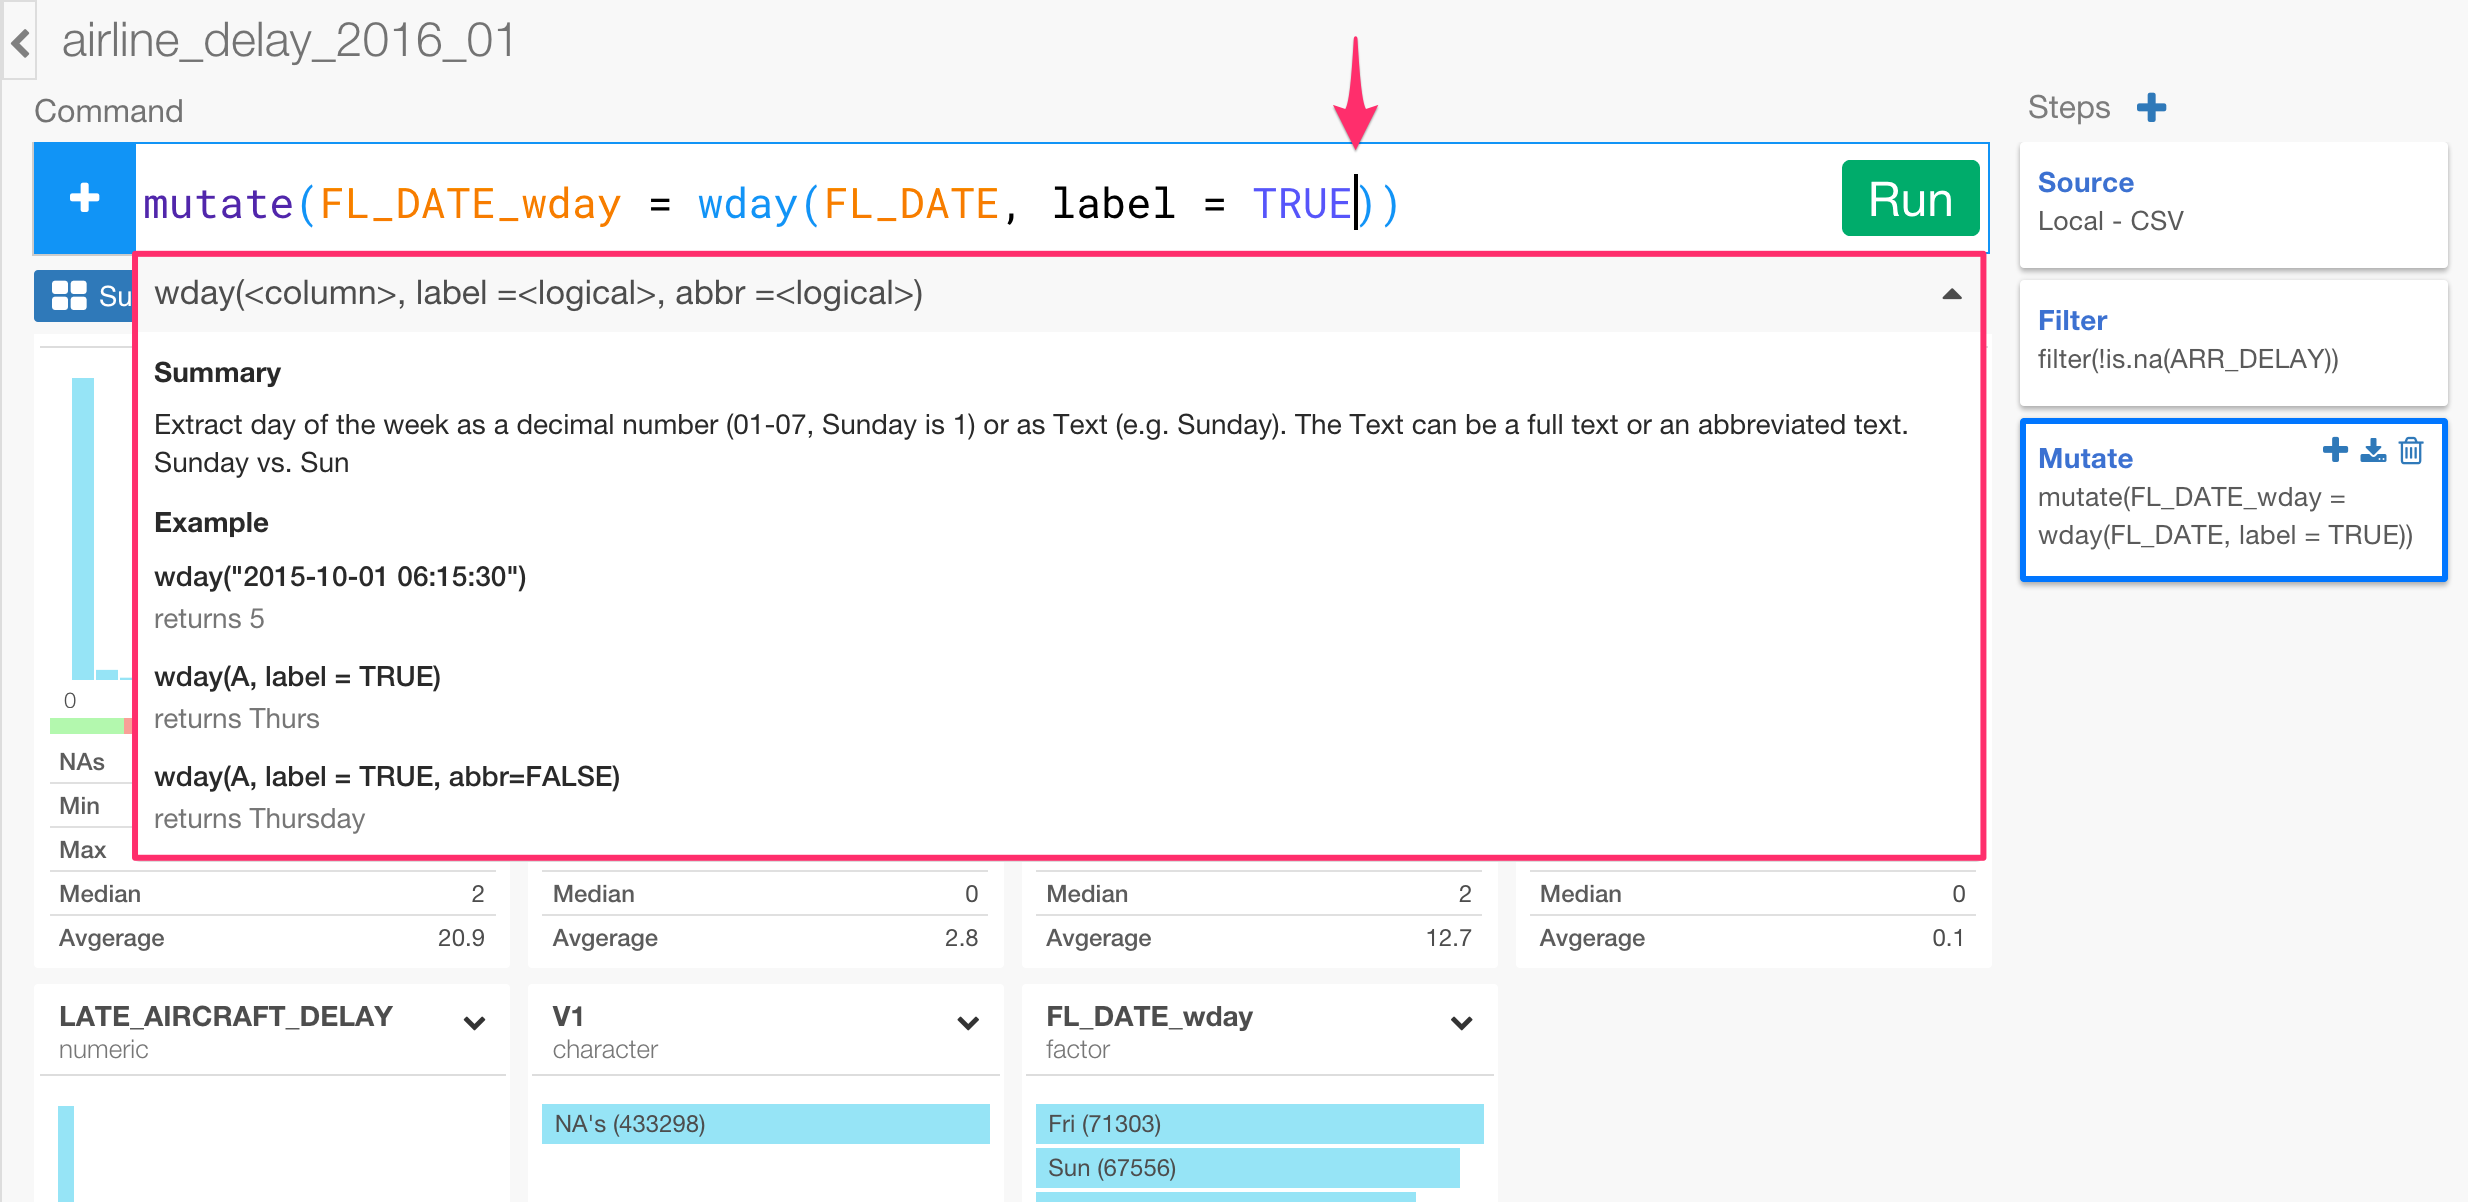 airline_delay_2016_01
Command
mutate(FL_DATE_wday = wday(FL_DATE, label = TRUE))
Run
Su
wday(<column>, label =<logical>, abbr =<logical>)
Summary
Extract day of the week as a decimal number (01-07, Sunday is 1) or as Text (e.g. Sunday). The Text can be a full text or an abbreviated text.
Sunday vs. Sun
Example
wday("2015-10-01 06:15:30")
returns 5
wday(A, label = TRUE)
returns Thurs
wday(A, label = TRUE, abbr=FALSE)
returns Thursday
0
NAs
Min
Max
Median 2
Avgerage 20.9
Median 0
Avgerage 2.8
Median 2
Avgerage 12.7
Median 0
Avgerage 0.1
LATE_AIRCRAFT_DELAY
numeric
V1
character
NA's (433298)
FL_DATE_wday
factor
Fri (71303)
Sun (67556)
Steps
Source
Local - CSV
Filter
filter(!is.na(ARR_DELAY))
Mutate
mutate(FL_DATE_wday =
wday(FL_DATE, label = TRUE))